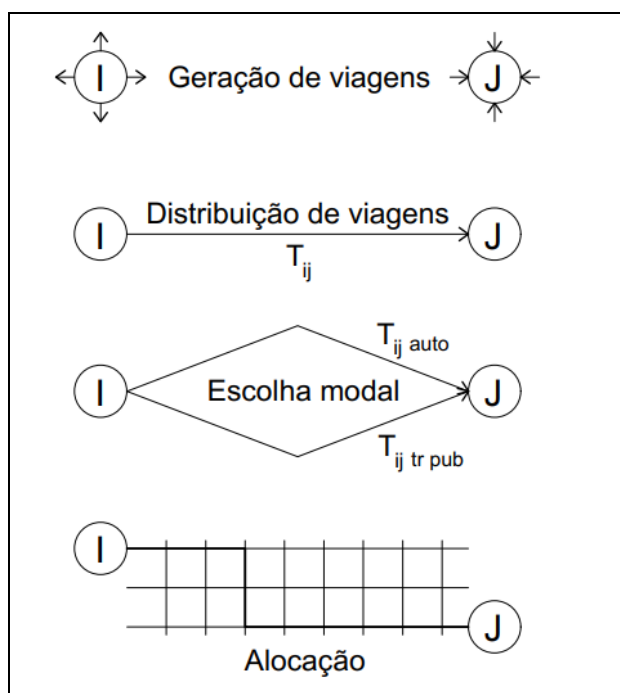 I Geração de viagens J
Distribuição de viagens
I J
T_ij
T_ij auto
I Escolha modal J
T_ij tr pub
I
J
Alocação